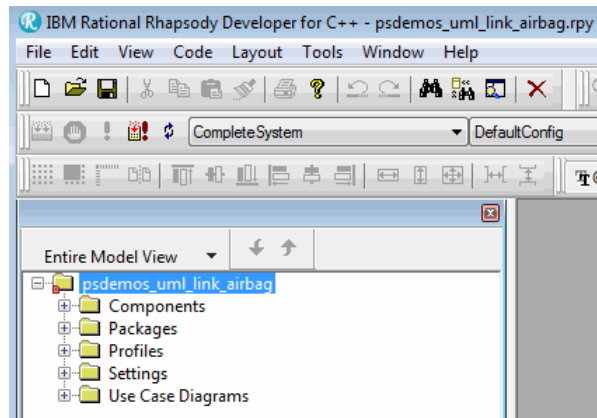 IBM Rational Rhapsody Developer for C++ - psdemos_uml_link_airbag.rpy
File Edit View Code Layout Tools Window Help
CompleteSystem DefaultConfig
Entire Model View
psdemos_uml_link_airbag
Components
Packages
Profiles
Settings
Use Case Diagrams